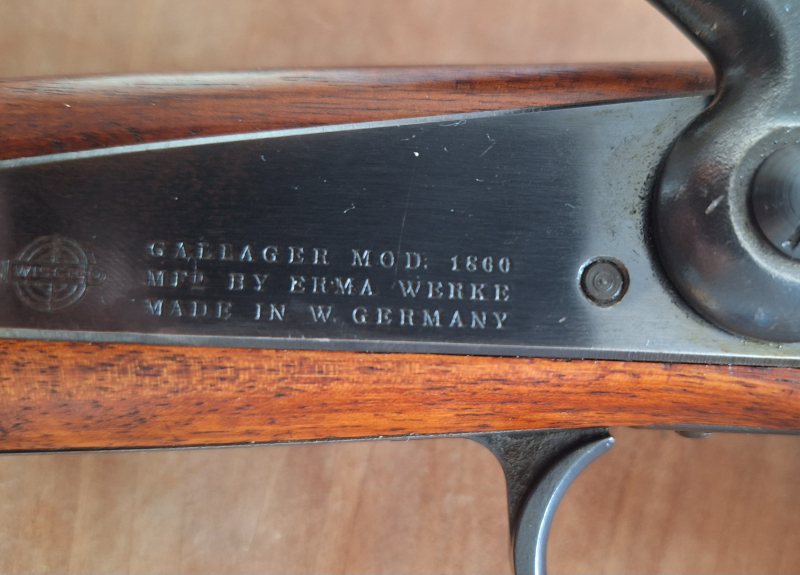 GALLAGER MOD: 1860
MFD BY ERMA WERKE
MADE IN W. GERMANY